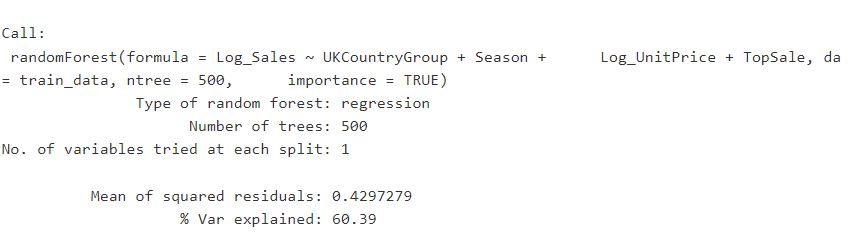 Call:
 randomForest(formula = Log_Sales ~ UKCountryGroup + Season +      Log_UnitPrice + TopSale, da
= train_data, ntree = 500,      importance = TRUE)
               Type of random forest: regression
                     Number of trees: 500
No. of variables tried at each split: 1

          Mean of squared residuals: 0.4297279
                    % Var explained: 60.39